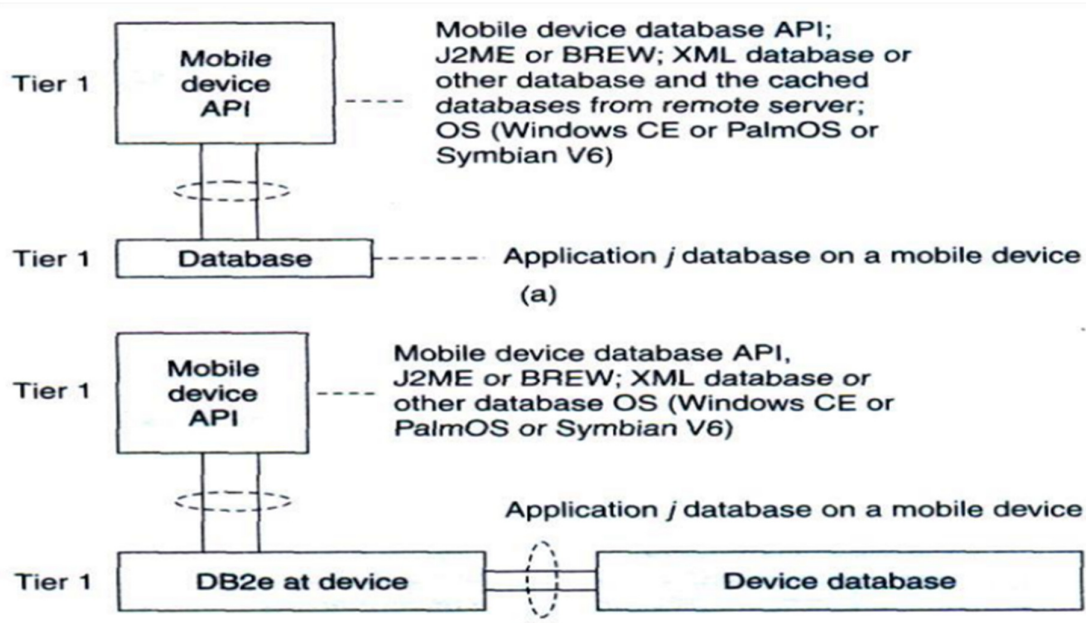 Mobile device database API;
J2ME or BREW; XML database or
other database and the cached
databases from remote server;
OS (Windows CE or PalmOS or
Symbian V6)
Tier 1
Mobile
device
API
Tier 1
Database
Application j database on a mobile device
(a)
Mobile device database API,
J2ME or BREW; XML database or
other database OS (Windows CE or
PalmOS or Symbian V6)
Tier 1
Mobile
device
API
Application j database on a mobile device
Tier 1
DB2e at device
Device database